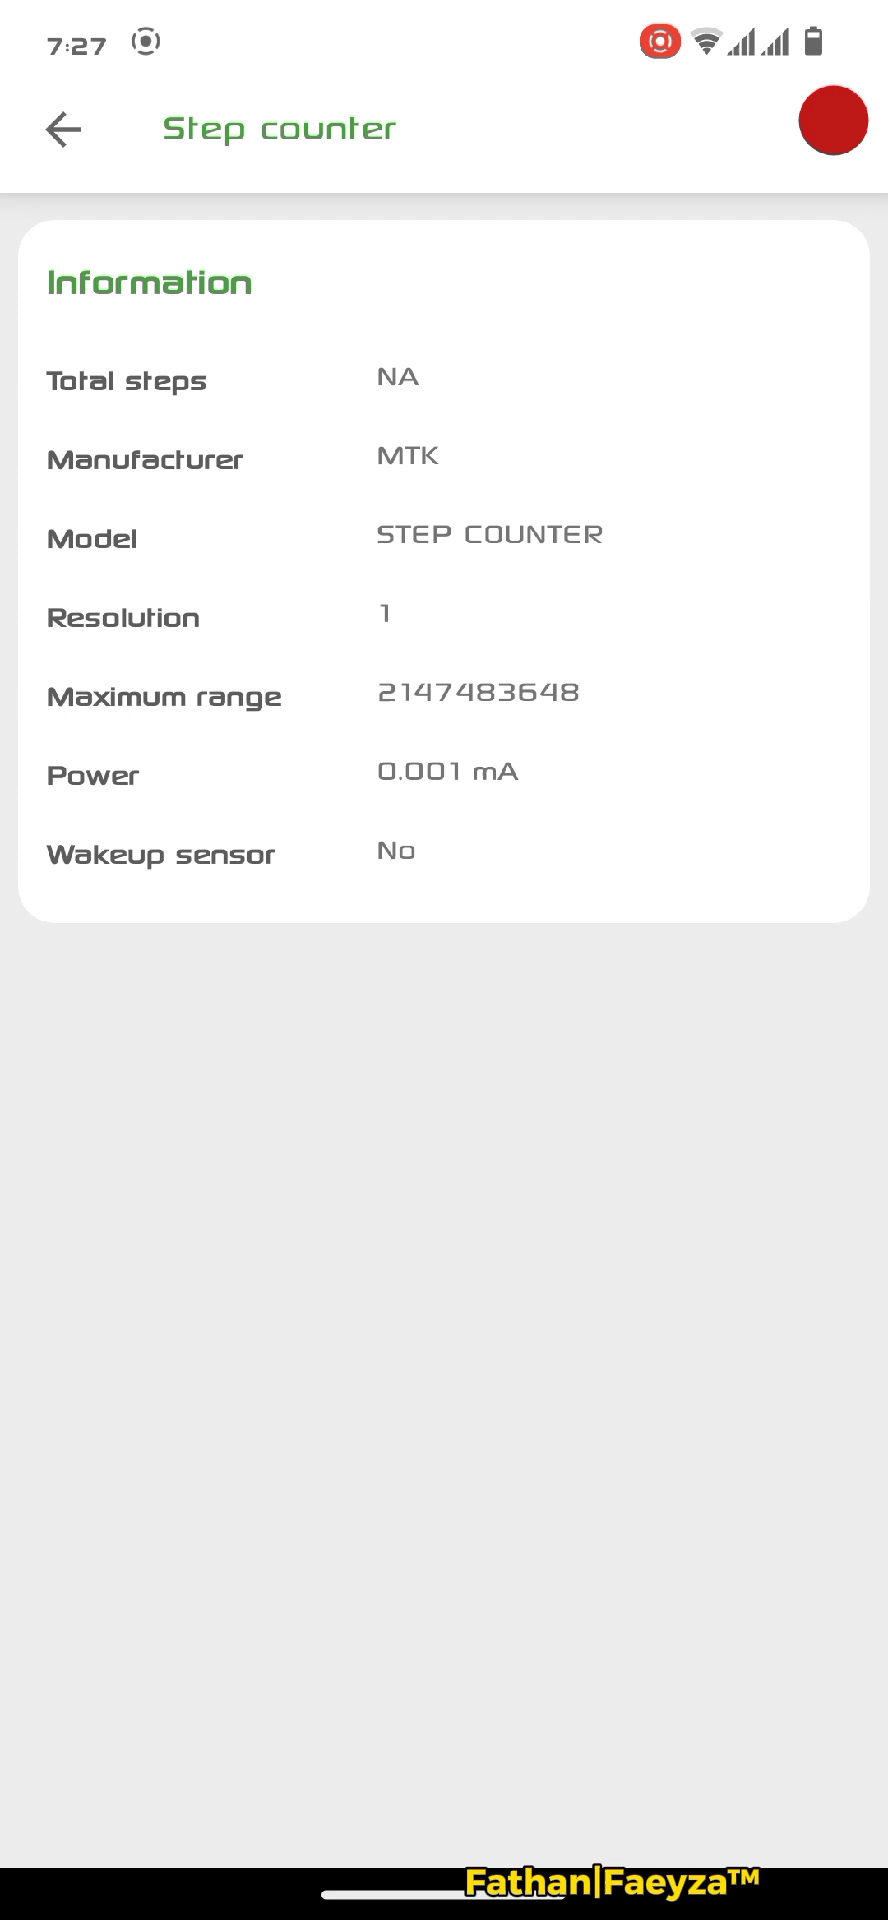 7:27
Step counter
Information
Total steps NA
Manufacturer MTK
Model STEP COUNTER
Resolution 1
Maximum range 2147483648
Power 0.001 mA
Wakeup sensor No
Fathan|Faeyza™